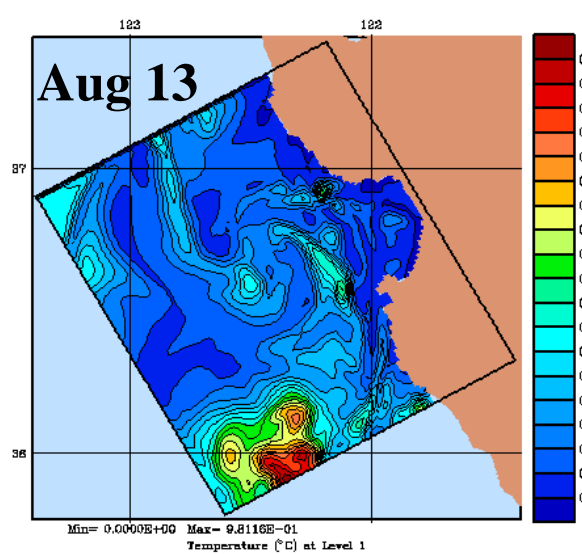 123 122
Aug 13
37
36
Min= 0.0000E+00 Max= 9.8116E-01
Temperature (°C) at Level 1